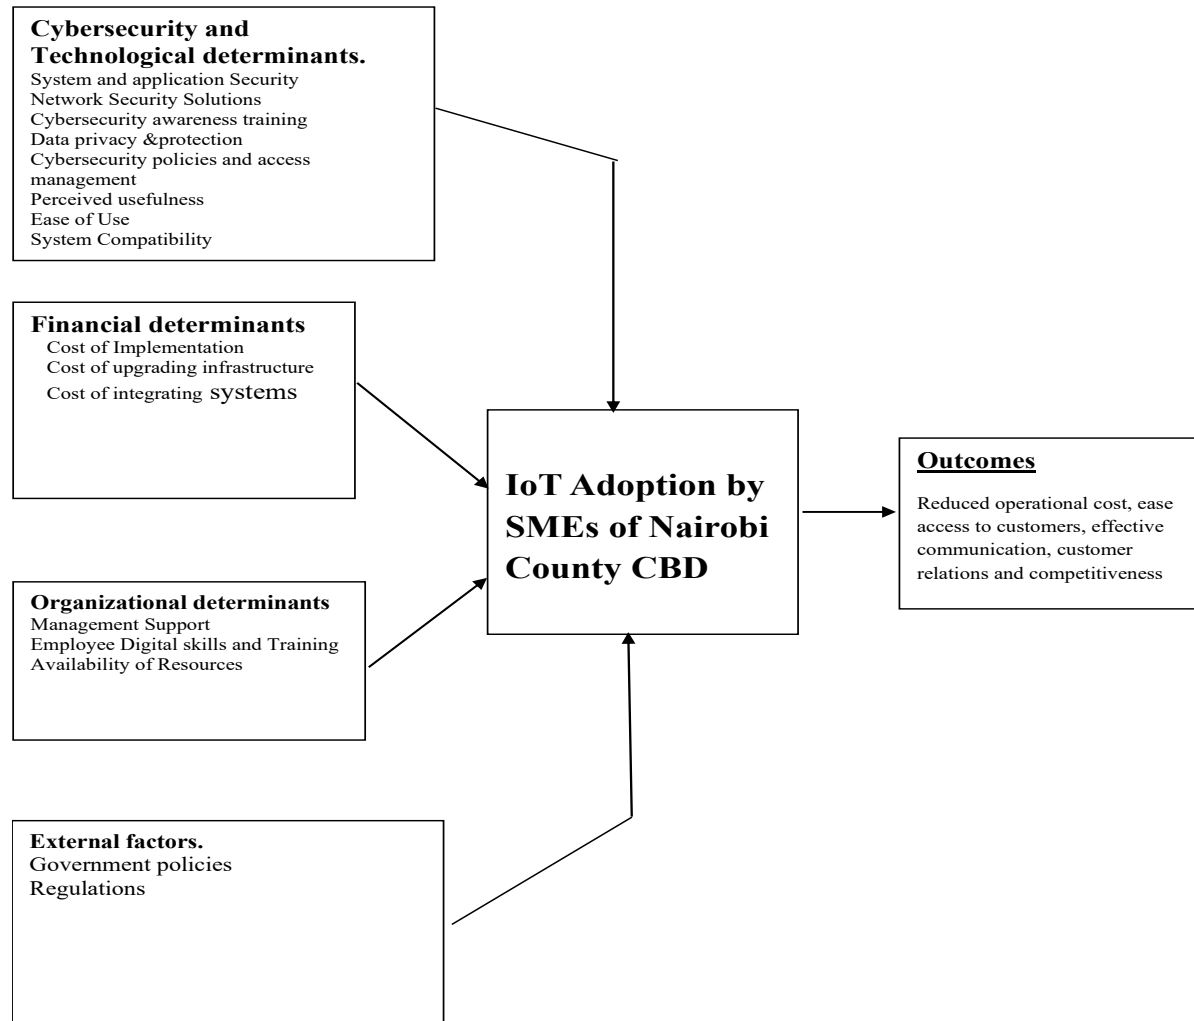 Cybersecurity and
Technological determinants.
System and application Security
Network Security Solutions
Cybersecurity awareness training
Data privacy &protection
Cybersecurity policies and access
management
Perceived usefulness
Ease of Use
System Compatibility
Financial determinants
Cost of Implementation
Cost of upgrading infrastructure
Cost of integrating systems
Organizational determinants
Management Support
Employee Digital skills and Training
Availability of Resources
External factors.
Government policies
Regulations
IoT Adoption by
SMEs of Nairobi
County CBD
Outcomes
Reduced operational cost, ease
access to customers, effective
communication, customer
relations and competitiveness